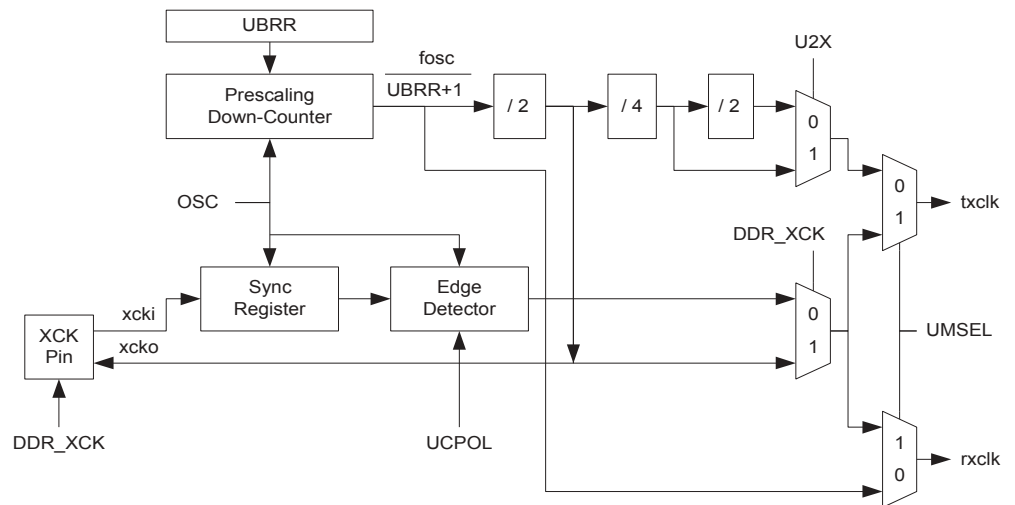 UBRR
fosc
UBRR+1
U2X
Prescaling
Down-Counter
/ 2
/ 4
/ 2
0
1
OSC
0
1
txclk
DDR_XCK
Sync
Register
Edge
Detector
xcki
0
1
UMSEL
XCK
Pin
xcko
DDR_XCK
UCPOL
1
0
rxclk